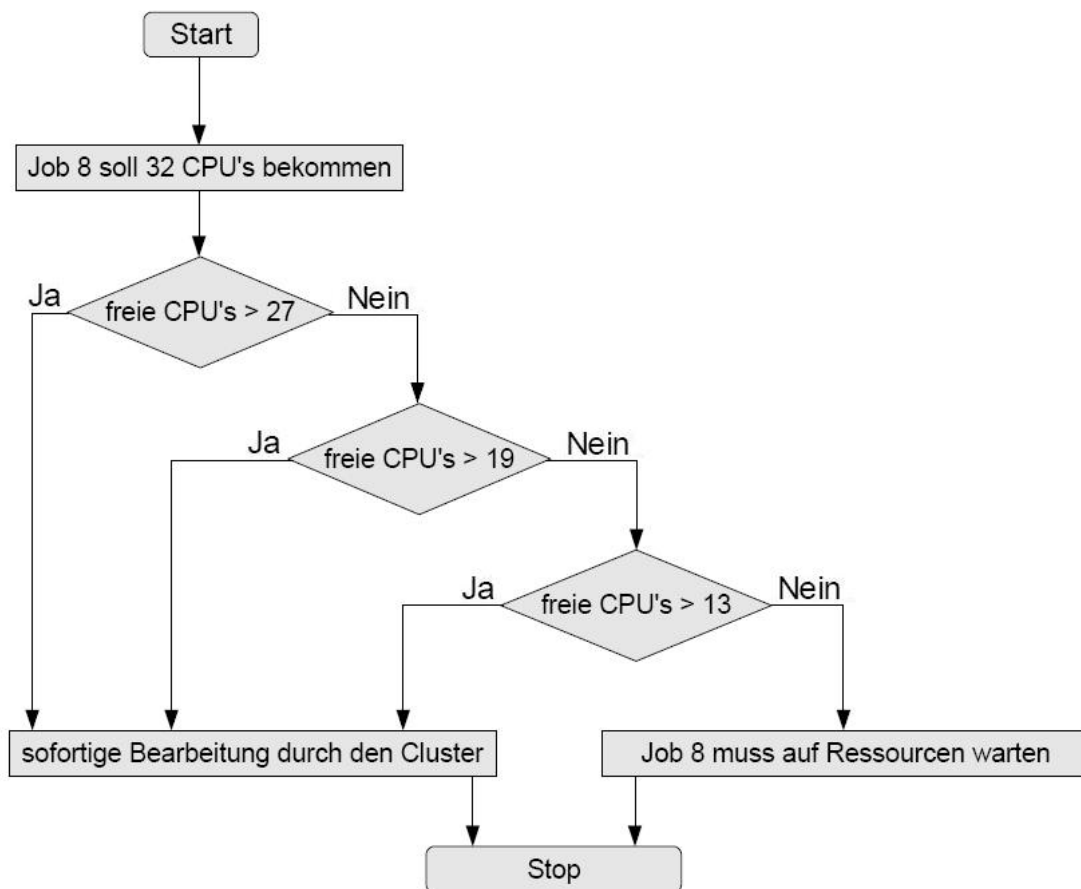 Start
Job 8 soll 32 CPU's bekommen
Ja
freie CPU's > 27
Nein
Ja
freie CPU's > 19
Nein
Ja
freie CPU's > 13
Nein
sofortige Bearbeitung durch den Cluster
Job 8 muss auf Ressourcen warten
Stop